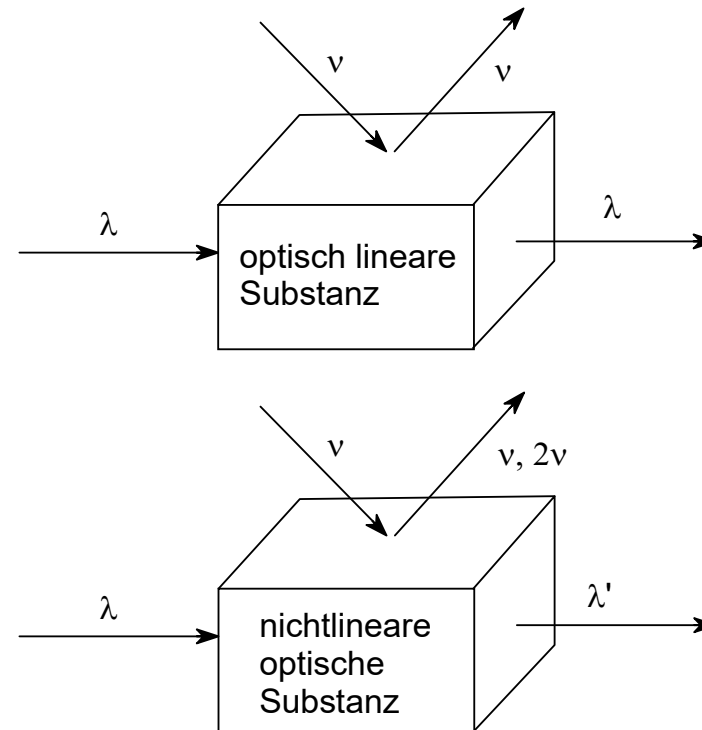 ν
ν
λ
λ
optisch lineare
Substanz
ν
ν, 2ν
λ
λ'
nichtlineare
optische
Substanz